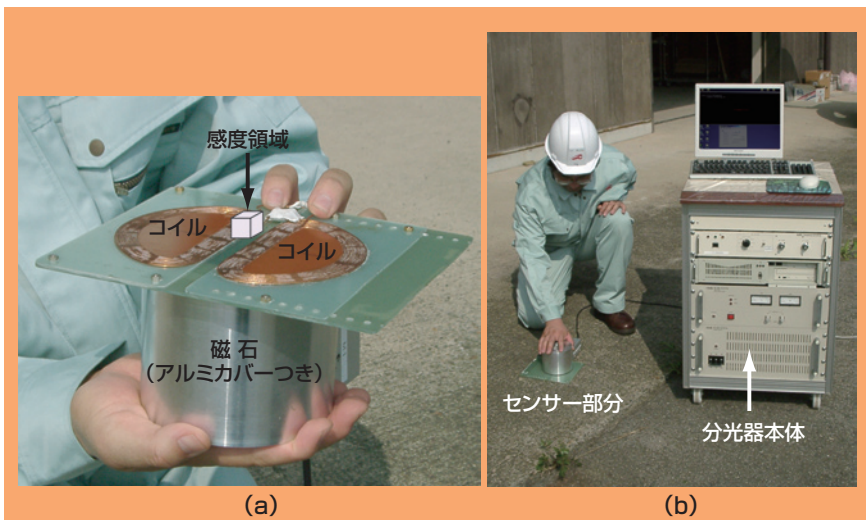 感度領域
コイル
コイル
磁 石
(アルミカバーつき)
(a)
センサー部分
分光器本体
(b)